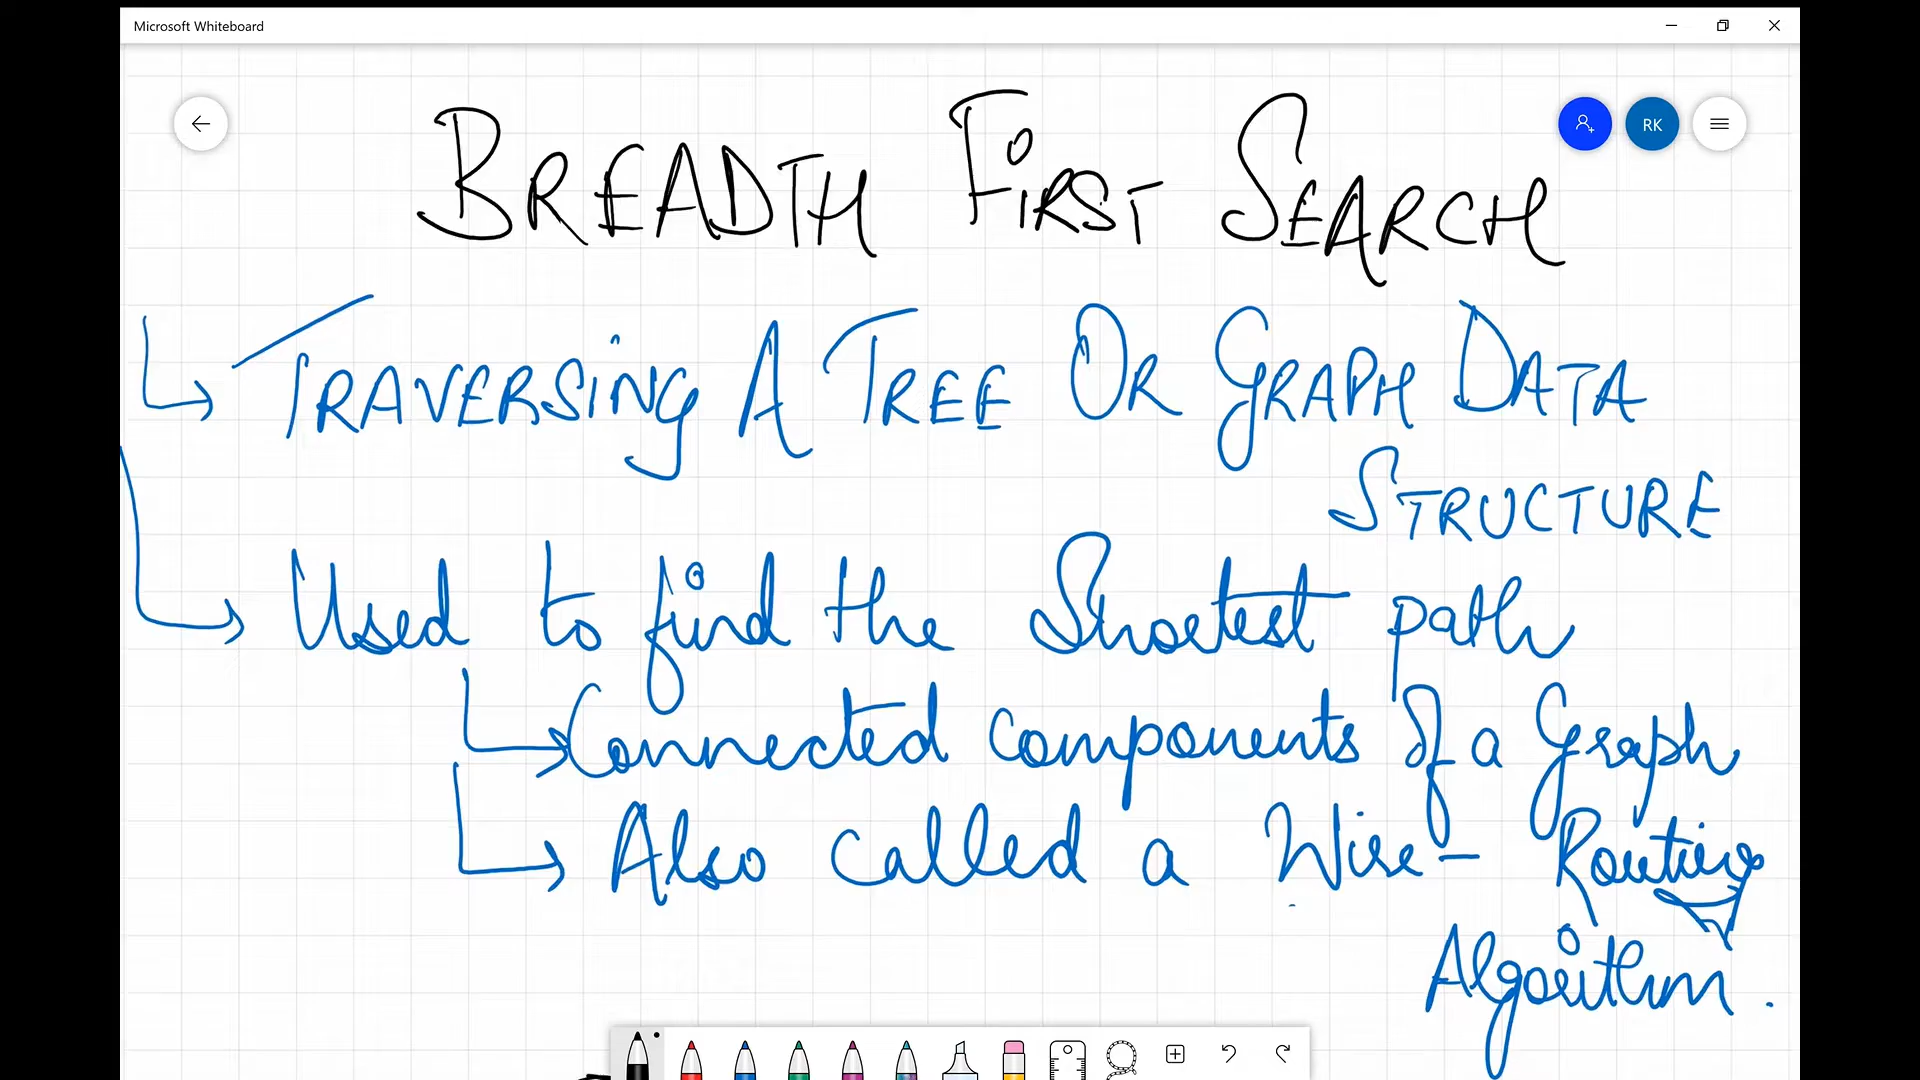 Microsoft Whiteboard
RK
BREADTH FIRST SEARCH
TRAVERSING A TREE OR GRAPH DATA
STRUCTURE
Used to find the Shortest path
Connected components of a Graph
Also called a Wire- Routing
Algorithm.